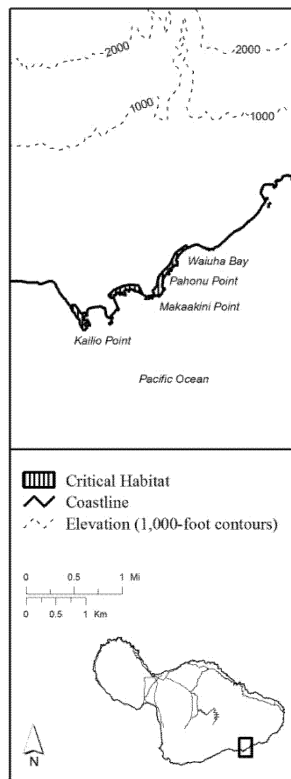 2000
2000
1000
1000
Waiuha Bay
Pahonu Point
Makaakini Point
Kailio Point
Pacific Ocean
Critical Habitat
Coastline
Elevation (1,000-foot contours)
0 0.5 1 Mi
0 0.5 1 Km
N